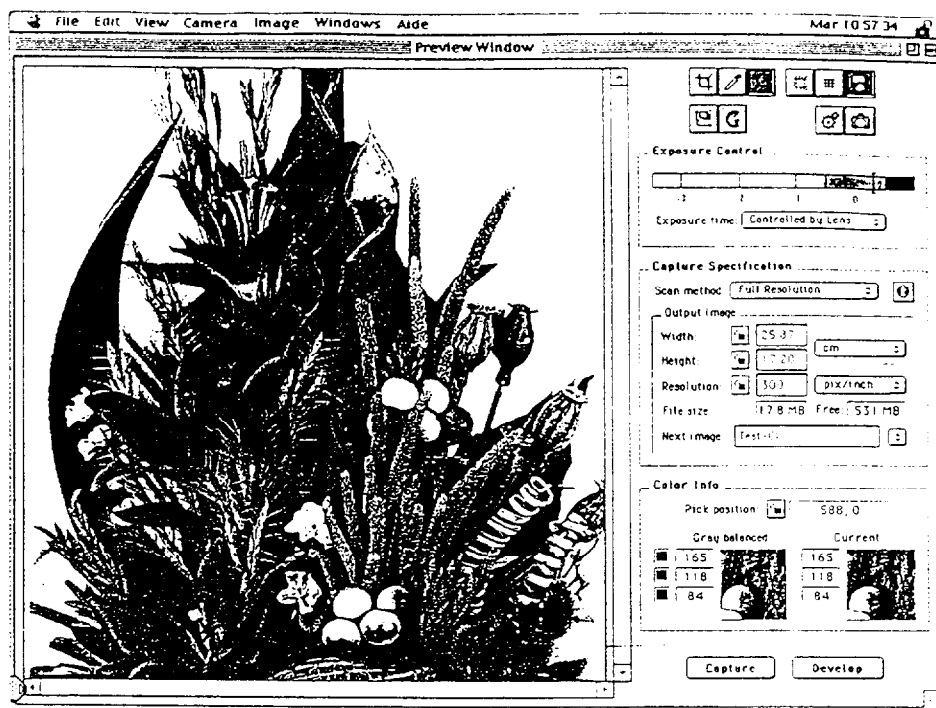 File Edit View Camera Image Windows Aide Mar 10 57 34
Preview Window
Exposure Control
-3 2 1 0
Exposure time: Controlled by Lens
Capture Specification
Scan method: Full Resolution
Output Image
Width: 25.87 cm
Height: 17.20
Resolution: 300 pix/inch
File size: 17.8 MB Free: 531 MB
Next image
Color Info
Pick position: 588, 0
Gray balanced Current
165 165
118 118
84 84
Capture Develop